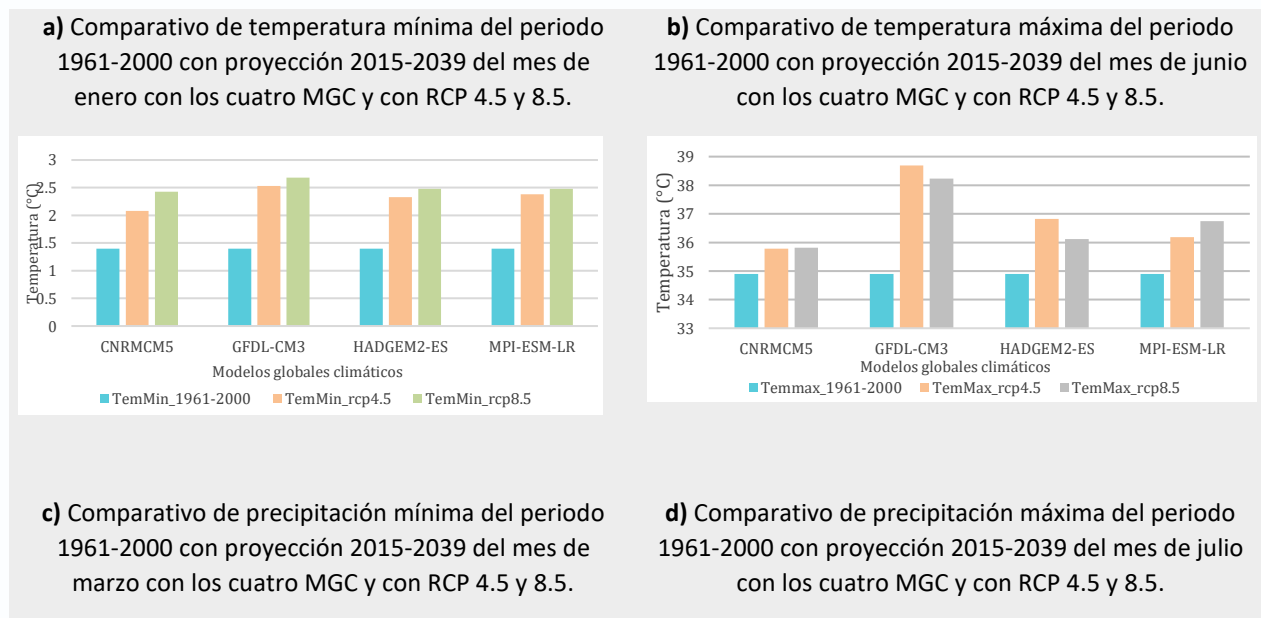 a) Comparativo de temperatura mínima del periodo
1961-2000 con proyección 2015-2039 del mes de
enero con los cuatro MGC y con RCP 4.5 y 8.5.
b) Comparativo de temperatura máxima del periodo
1961-2000 con proyección 2015-2039 del mes de junio
con los cuatro MGC y con RCP 4.5 y 8.5.
Temperatura (°C)
3
2.5
2
1.5
1
0.5
0
CNRMCM5 GFDL-CM3 HADGEM2-ES MPI-ESM-LR
Modelos globales climáticos
TemMin_1961-2000 TemMin_rcp4.5 TemMin_rcp8.5
Temperatura (°C)
39
38
37
36
35
34
33
CNRMCM5 GFDL-CM3 HADGEM2-ES MPI-ESM-LR
Modelos globales climáticos
Temmax_1961-2000 TemMax_rcp4.5 TemMax_rcp8.5
c) Comparativo de precipitación mínima del periodo
1961-2000 con proyección 2015-2039 del mes de
marzo con los cuatro MGC y con RCP 4.5 y 8.5.
d) Comparativo de precipitación máxima del periodo
1961-2000 con proyección 2015-2039 del mes de julio
con los cuatro MGC y con RCP 4.5 y 8.5.